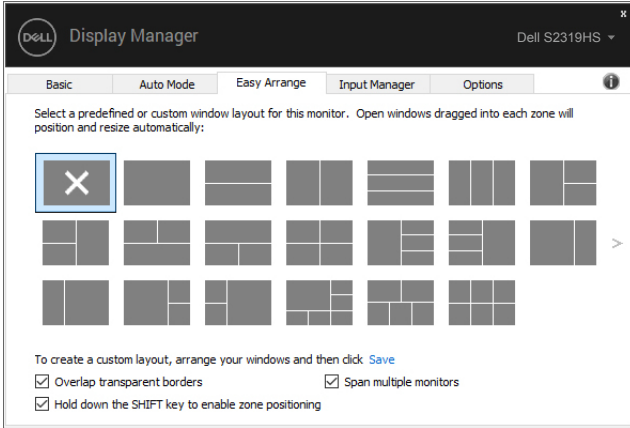 x
DELL Display Manager
Dell S2319HS
Basic Auto Mode Easy Arrange Input Manager Options
Select a predefined or custom window layout for this monitor. Open windows dragged into each zone will
position and resize automatically:
To create a custom layout, arrange your windows and then click Save
Overlap transparent borders Span multiple monitors
Hold down the SHIFT key to enable zone positioning